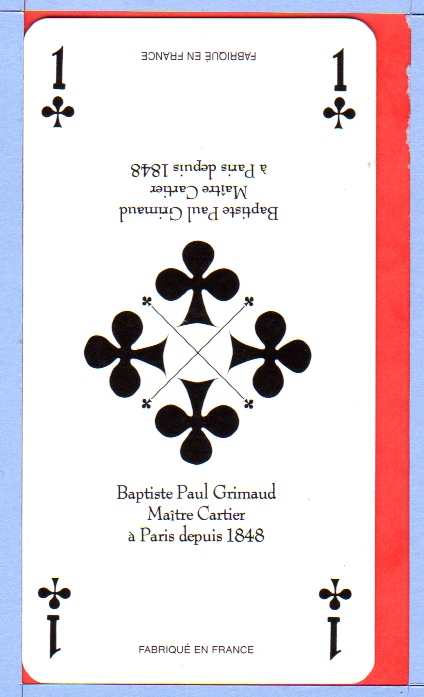 1 1
FABRIQUÉ EN FRANCE
à Paris depuis 1848
Maître Cartier
Baptiste Paul Grimaud
Baptiste Paul Grimaud
Maître Cartier
à Paris depuis 1848
FABRIQUÉ EN FRANCE
1 1